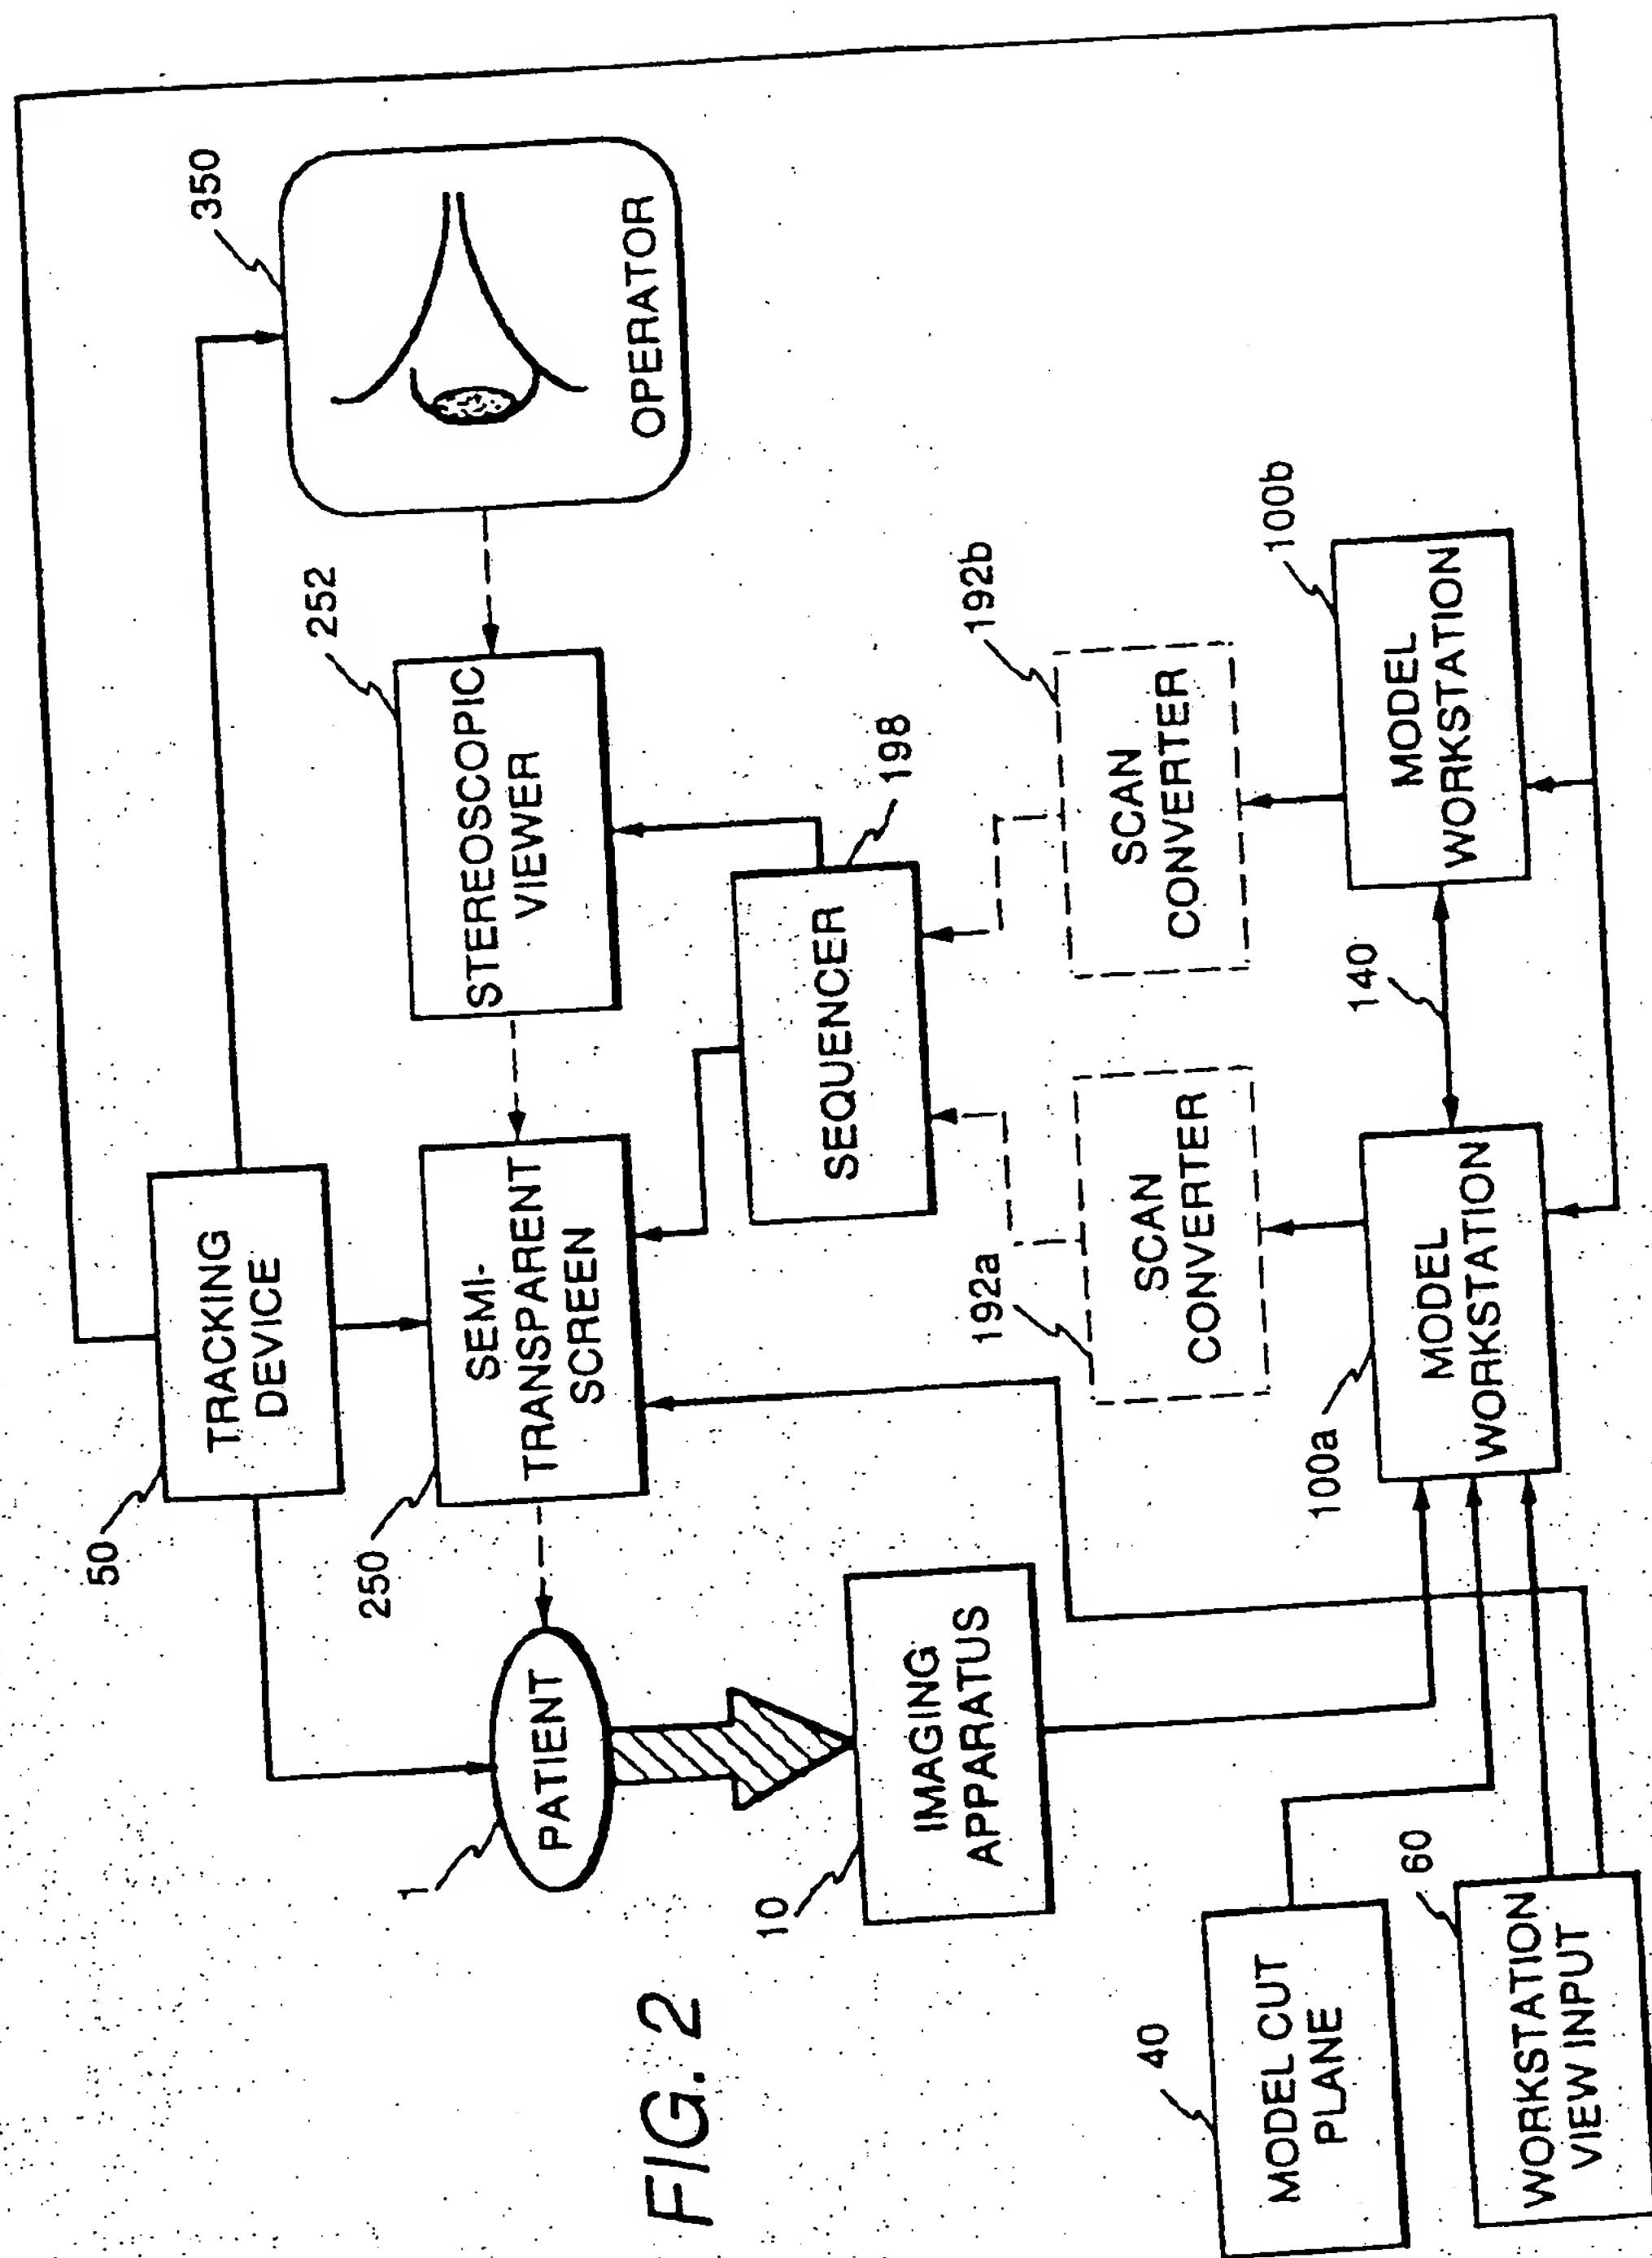 50
TRACKING
DEVICE
350
OPERATOR
250
SEMI-
TRANSPARENT
SCREEN
252
STEREOSCOPIC
VIEWER
1
PATIENT
SEQUENCER
198
10
IMAGING
APPARATUS
192a
SCAN
CONVERTER
192b
SCAN
CONVERTER
FIG. 2
40
MODEL CUT
PLANE
100a
MODEL
WORKSTATION
140
100b
MODEL
WORKSTATION
60
WORKSTATION
VIEW INPUT